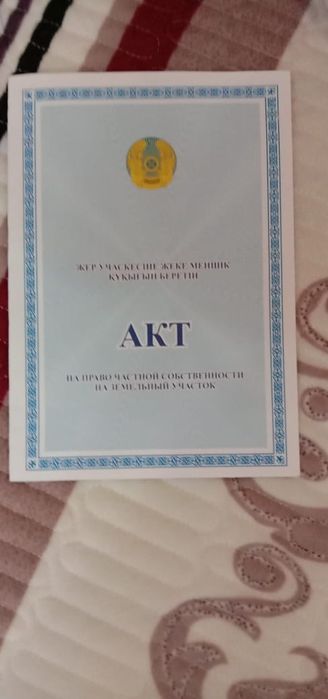 ЖЕР УЧАСКЕСІНЕ ЖЕКЕ МЕНШІК
ҚҰҚЫҒЫН БЕРЕТІН
АКТ
НА ПРАВО ЧАСТНОЙ СОБСТВЕННОСТИ
НА ЗЕМЕЛЬНЫЙ УЧАСТОК